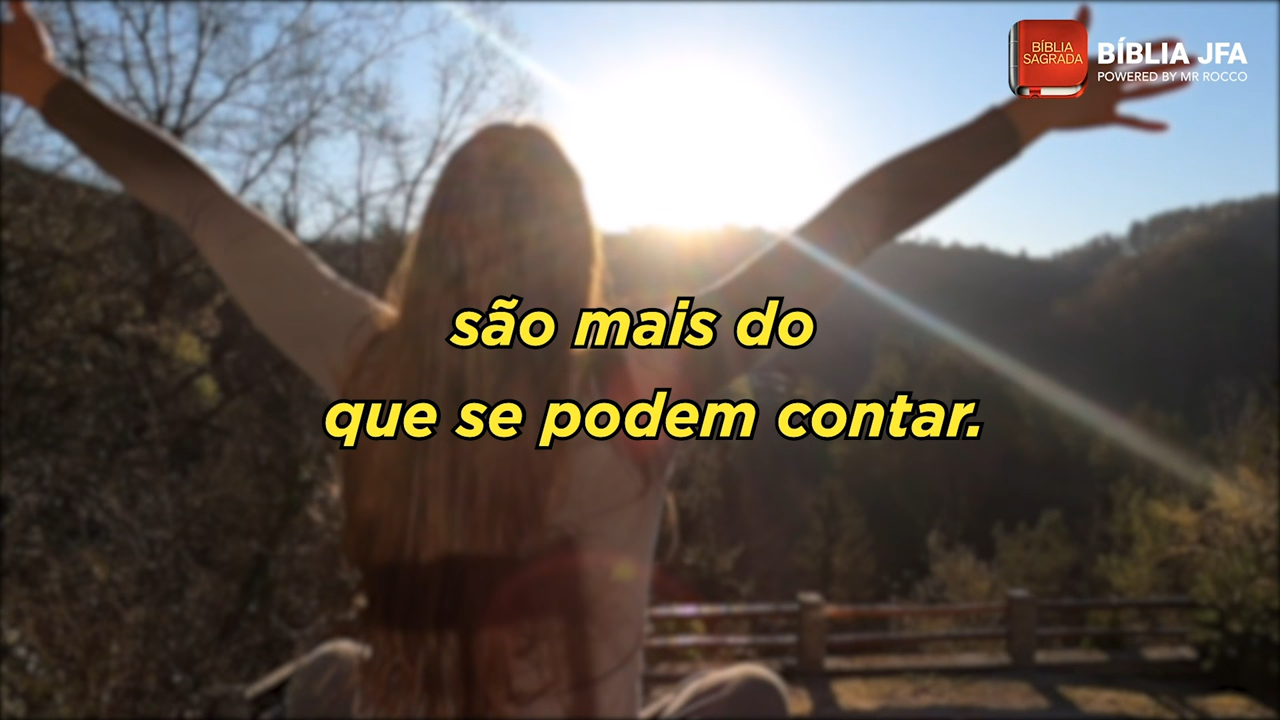 BÍBLIA
SAGRADA
BÍBLIA JFA
POWERED BY MR ROCCO
são mais do
que se podem contar.